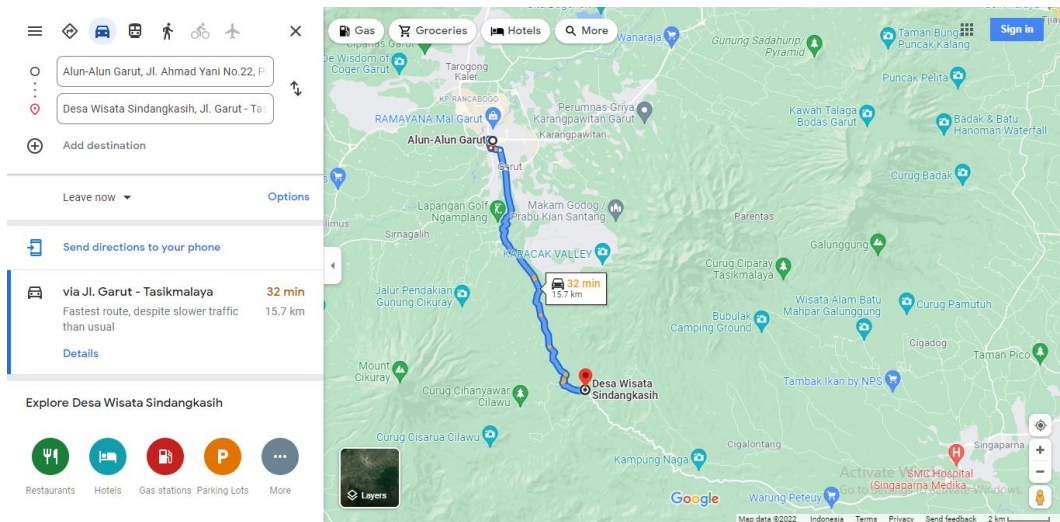 Alun-Alun Garut, Jl. Ahmad Yani No.22, P
Desa Wisata Sindangkasih, Jl. Garut - Tas
Add destination
Leave now
Options
Send directions to your phone
via Jl. Garut - Tasikmalaya
32 min
Fastest route, despite slower traffic
than usual
15.7 km
Details
Explore Desa Wisata Sindangkasih
Restaurants
Hotels
Gas stations
Parking Lots
More
Gas
Groceries
Hotels
More
Sign in
Wanaraja
Gunung Sadahurip/
Pyramid
Taman Bunga
Puncak Kalang
Cipanas Garut
De Wisdom of
Coger Garut
Tarogong
Kaler
Puncak Pelita
KP. RANCABOGO
RAMAYANA Mal Garut
Perumnas Griya
Karangpawitan Garut
Karangpawitan
Kawah Talaga
Bodas Garut
Badak & Batu
Hanoman Waterfall
Alun-Alun Garut
Garut
Curug Badak
Lapangan Golf
Ngamplang
Makam Godog
Prabu Kian Santang
Parentas
limus
Sirnagalih
Galunggung
KARACAK VALLEY
Curug Ciparay
Tasikmalaya
32 min
15.7 km
Jalur Pendakian
Gunung Cikuray
Wisata Alam Batu
Mahpar Galunggung
Curug Pamutuh
Bubulak
Camping Ground
Cigadog
Taman Pico
Mount
Cikuray
Desa Wisata
Sindangkasih
Curug Cihanyawar
Cilawu
Tambak Ikan by NPS
Curug Cisarua Cilawu
Cigalontang
Singaparna
Kampung Naga
SMC Hospital
(Singaparna Medika...
Activate Windows
Go to Settings to activate Windows.
Layers
Google
Warung Peteuy
Map data ©2022
Indonesia
Terms
Privacy
Send feedback
2 km